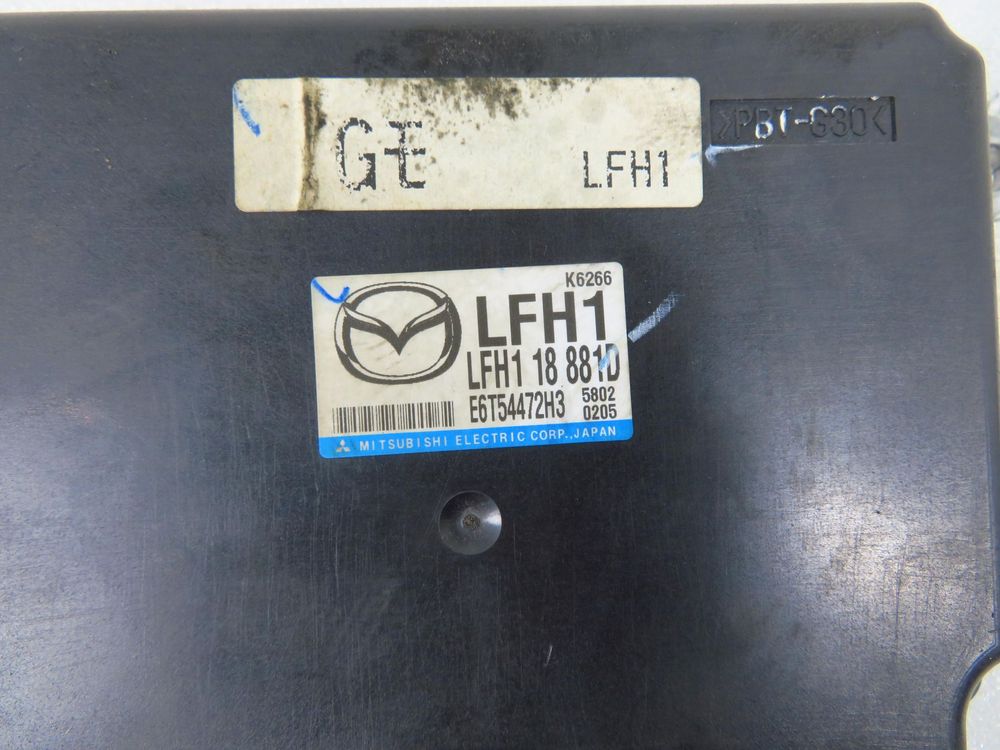 GE LFH1
>PBT-G30<
K6266
LFH1
LFH1 18 881D
E6T54472H3 5802
0205
MITSUBISHI ELECTRIC CORP., JAPAN